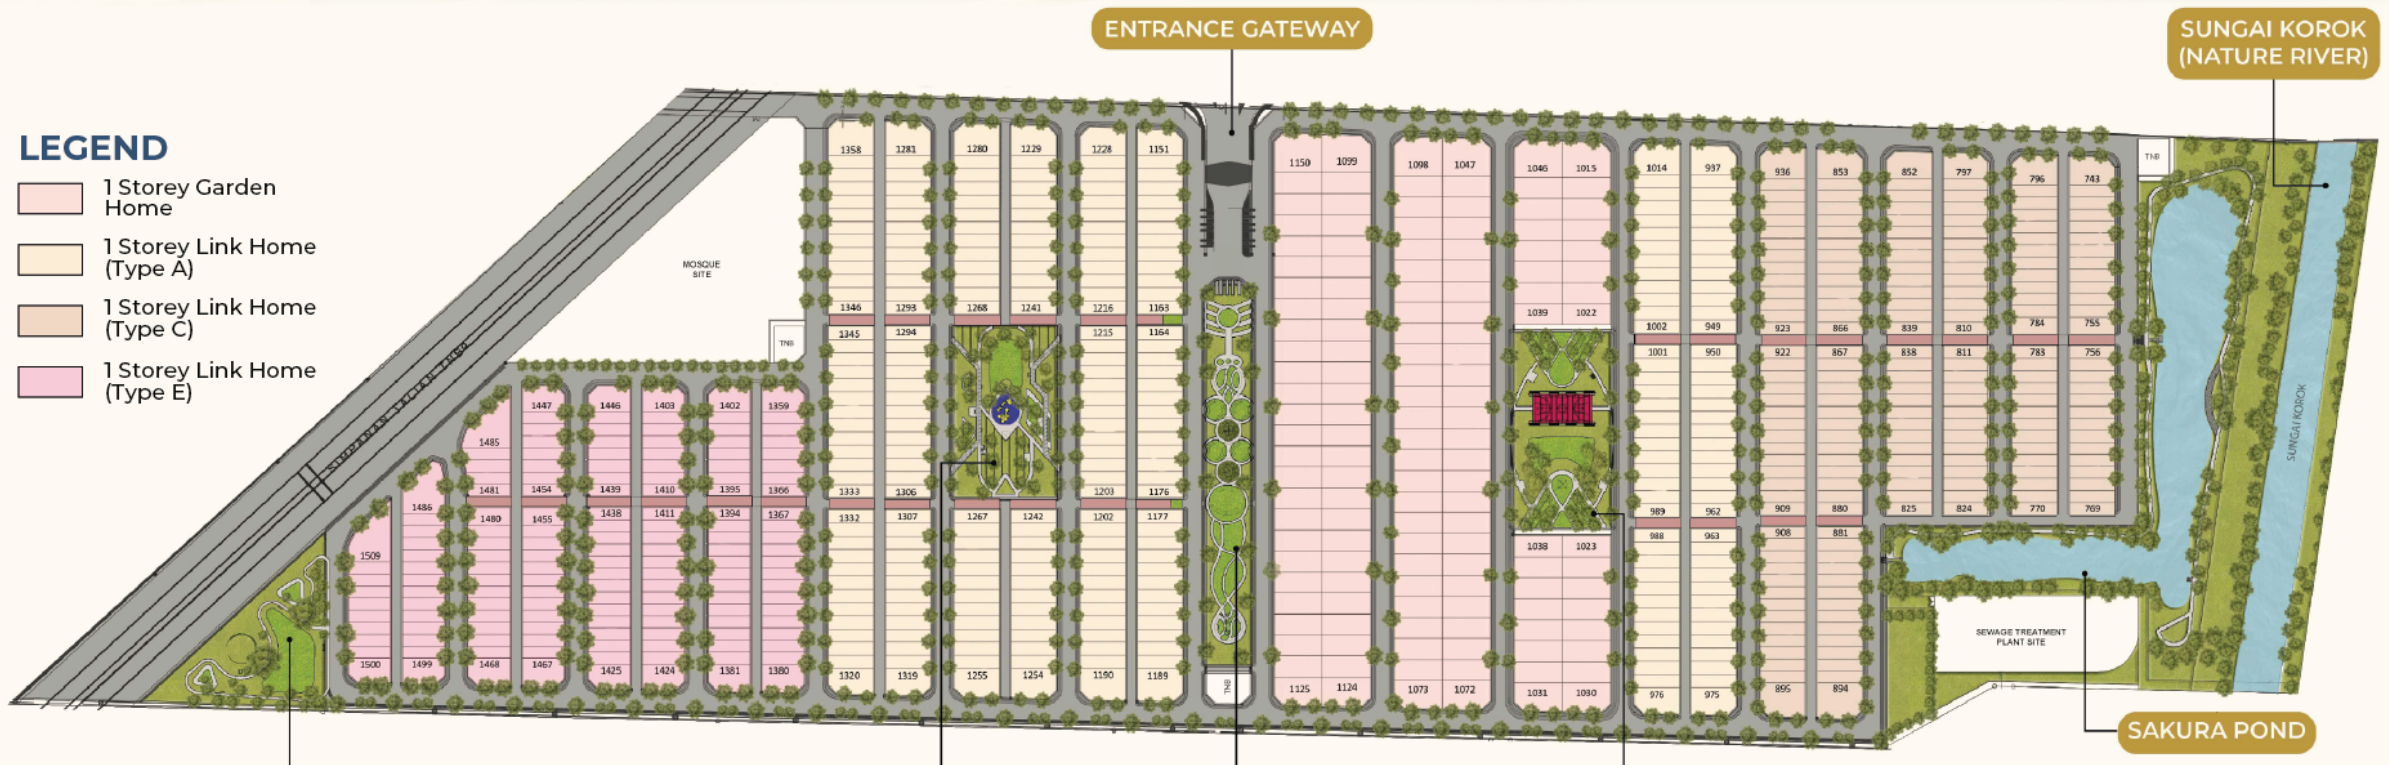 ENTRANCE GATEWAY
SUNGAI KOROK
(NATURE RIVER)
LEGEND
1 Storey Garden
Home
1 Storey Link Home
(Type A)
1 Storey Link Home
(Type C)
1 Storey Link Home
(Type E)
MOSQUE
SITE
TNB
TNB
1358 1281 1280 1229 1228 1151
1150 1099 1098 1047 1046 1015
1014 937 936 853 852 797 796 743
1346 1293 1268 1241 1216 1163
1039 1022
1002 949 923 866 839 810 784 755
1345 1294 1215 1164
1001 950 922 867 838 811 783 756
1447 1446 1403 1402 1359
1485
1481 1454 1439 1410 1395 1366
1333 1306 1203 1176
1486
1480 1455 1438 1411 1394 1367
1332 1307 1267 1242 1202 1177
989 962 909 880 825 824 770 769
988 963 908 881
1038 1023
1509
1500 1499 1468 1467 1425 1424 1381 1380
1320 1319 1255 1254 1190 1189
TNB
1125 1124 1073 1072 1031 1030
976 975 895 894
SUNGAI KOROK
SEWAGE TREATMENT
PLANT SITE
SAKURA POND